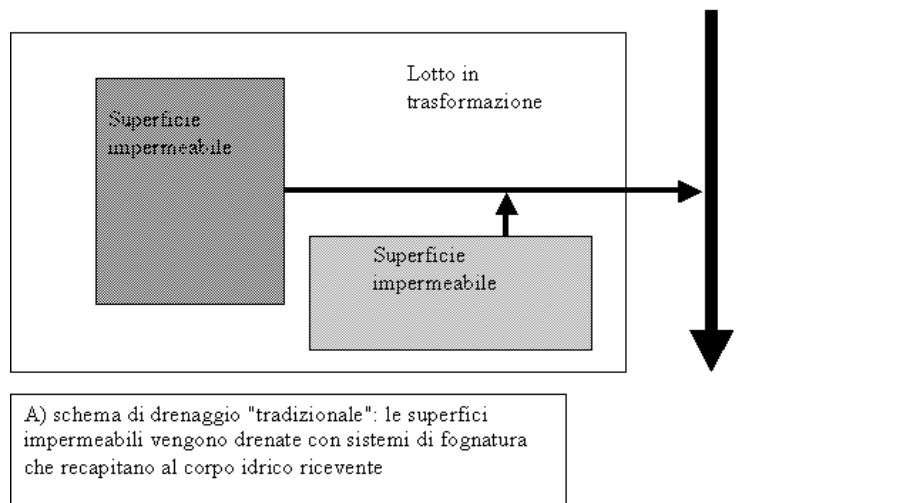 Lotto in
trasformazione
Superficie
impermeabile
Superficie
impermeabile
A) schema di drenaggio "tradizionale": le superfici
impermeabili vengono drenate con sistemi di fognatura
che recapitano al corpo idrico ricevente